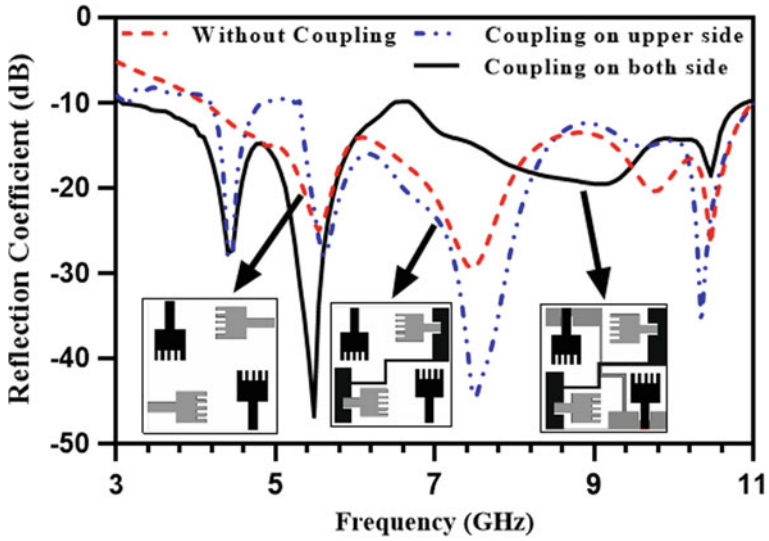 0
Without Coupling
Coupling on upper side
Coupling on both side
-10
-20
-30
-40
-50
Reflection Coefficient (dB)
3 5 7 9 11
Frequency (GHz)